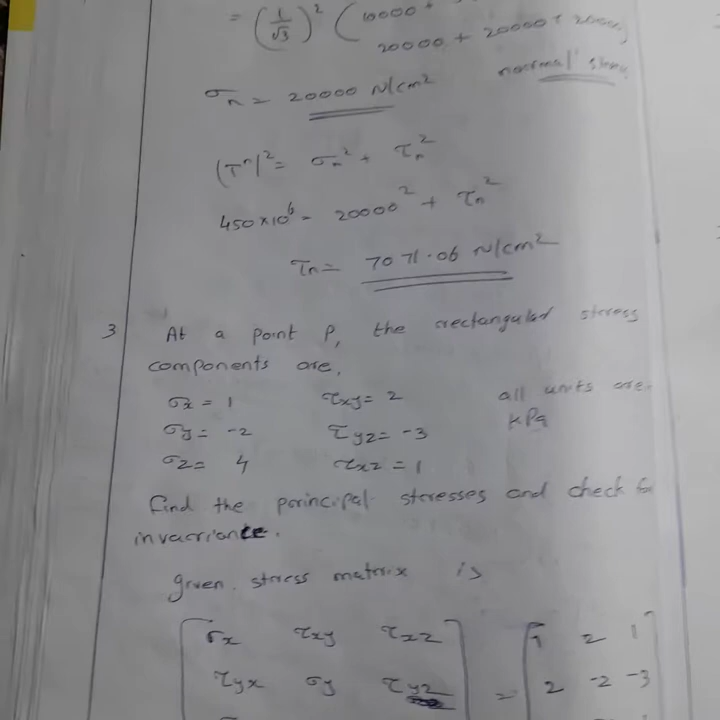 = (1/√3)² ( 10000 +
20000 + 20000 + 20000)
σn = 20000 N/cm² normal stress
|Tⁿ|² = σn² + τn²
450×10⁶ = 20000² + τn²
τn = 7071.06 N/cm²
3 At a point P, the rectangular stress
components are,
σx = 1 τxy = 2 all units are
σy = -2 τyz = -3 kPa
σz = 4 τxz = 1
find the principal stresses and check for
invariance.
given stress matrix is
[σx τxy τxz] [1 2 1]
τyx σy τyz = 2 -2 -3